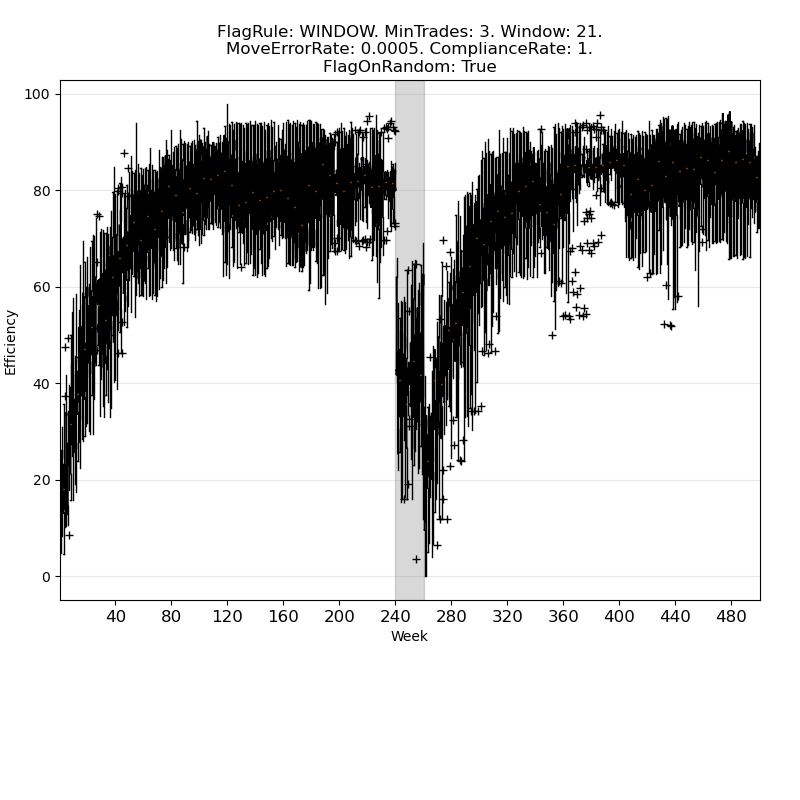 FlagRule: WINDOW. MinTrades: 3. Window: 21.
MoveErrorRate: 0.0005. ComplianceRate: 1.
FlagOnRandom: True
100
80
60
40
20
0
Efficiency
40 80 120 160 200 240 280 320 360 400 440 480
Week